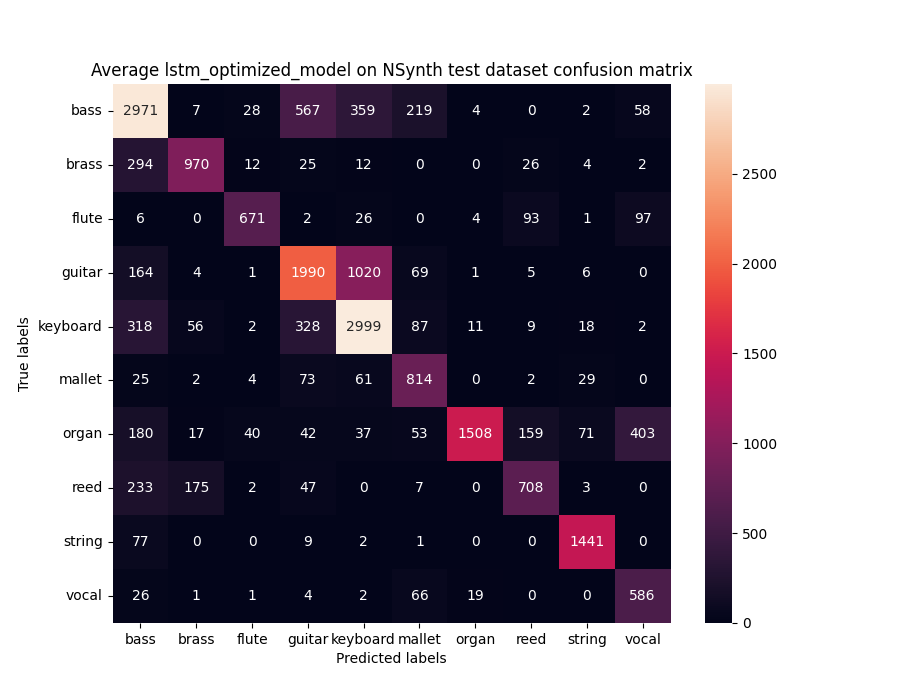 Average lstm_optimized_model on NSynth test dataset confusion matrix
bass 2971 7 28 567 359 219 4 0 2 58
brass 294 970 12 25 12 0 0 26 4 2
flute 6 0 671 2 26 0 4 93 1 97
guitar 164 4 1 1990 1020 69 1 5 6 0
keyboard 318 56 2 328 2999 87 11 9 18 2
mallet 25 2 4 73 61 814 0 2 29 0
organ 180 17 40 42 37 53 1508 159 71 403
reed 233 175 2 47 0 7 0 708 3 0
string 77 0 0 9 2 1 0 0 1441 0
vocal 26 1 1 4 2 66 19 0 0 586
bass brass flute guitar keyboard mallet organ reed string vocal
Predicted labels
True labels
2500
2000
1500
1000
500
0